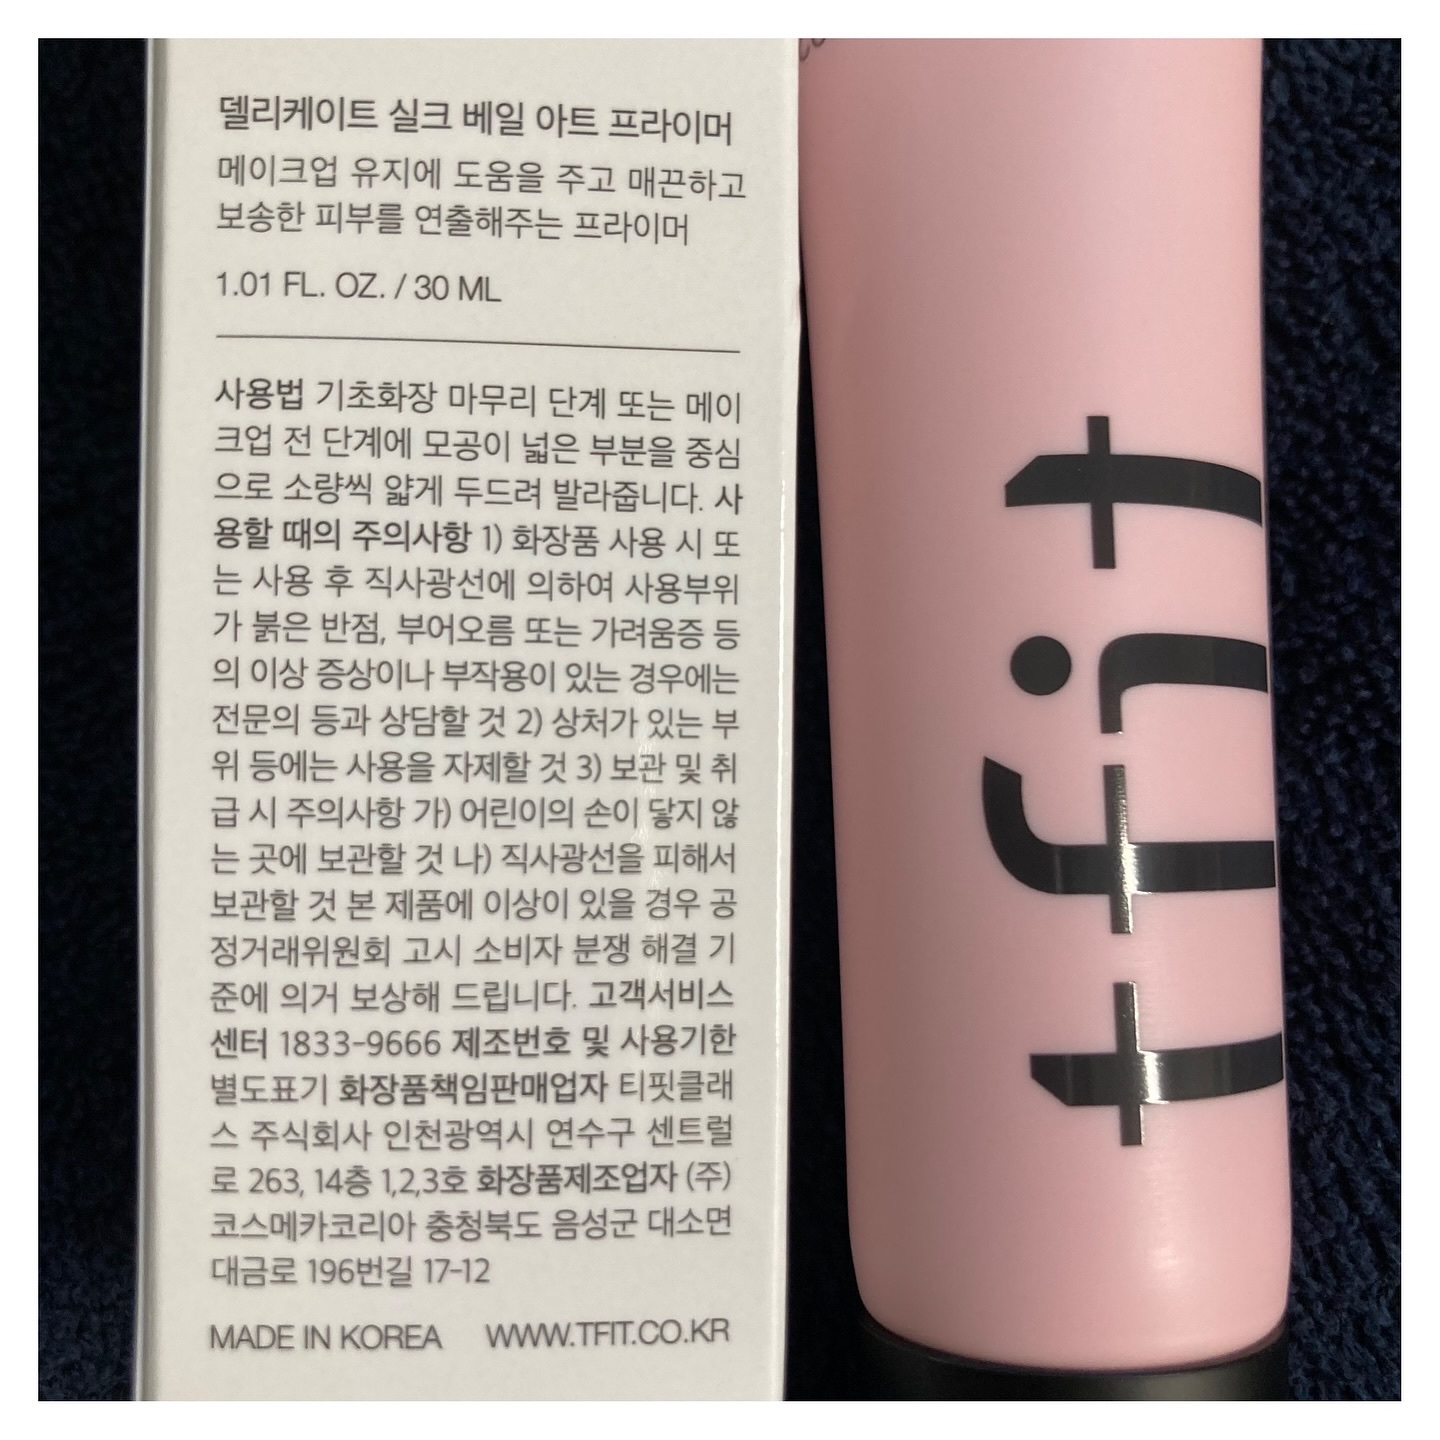 델리케이트 실크 베일 아트 프라이머
메이크업 유지에 도움을 주고 매끈하고
보송한 피부를 연출해주는 프라이머
1.01 FL. OZ. / 30 ML
사용법 기초화장 마무리 단계 또는 메이
크업 전 단계에 모공이 넓은 부분을 중심
으로 소량씩 얇게 두드려 발라줍니다. 사
용할 때의 주의사항 1) 화장품 사용 시 또
는 사용 후 직사광선에 의하여 사용부위
가 붉은 반점, 부어오름 또는 가려움증 등
의 이상 증상이나 부작용이 있는 경우에는
전문의 등과 상담할 것 2) 상처가 있는 부
위 등에는 사용을 자제할 것 3) 보관 및 취
급 시 주의사항 가) 어린이의 손이 닿지 않
는 곳에 보관할 것 나) 직사광선을 피해서
보관할 것 본 제품에 이상이 있을 경우 공
정거래위원회 고시 소비자 분쟁 해결 기
준에 의거 보상해 드립니다. 고객서비스
센터 1833-9666 제조번호 및 사용기한
별도표기 화장품책임판매업자 티핏클래
스 주식회사 인천광역시 연수구 센트럴
로 263, 14층 1,2,3호 화장품제조업자 (주)
코스메카코리아 충청북도 음성군 대소면
대금로 196번길 17-12
MADE IN KOREA WWW.TFIT.CO.KR
tfit